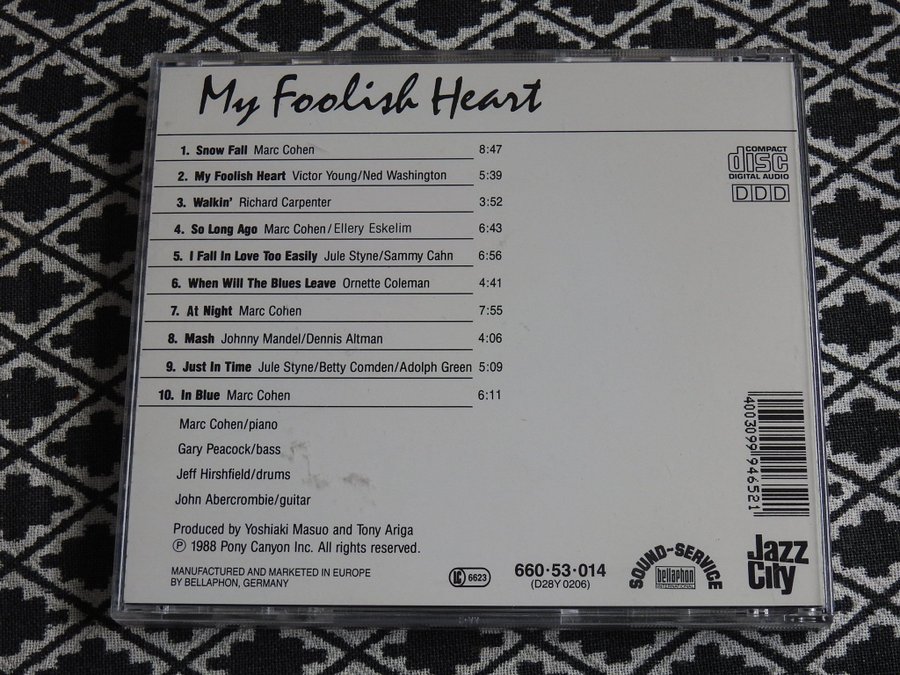 My Foolish Heart
1. Snow Fall Marc Cohen 8:47
2. My Foolish Heart Victor Young/Ned Washington 5:39
3. Walkin' Richard Carpenter 3:52
4. So Long Ago Marc Cohen/Ellery Eskelim 6:43
5. I Fall In Love Too Easily Jule Styne/Sammy Cahn 6:56
6. When Will The Blues Leave Ornette Coleman 4:41
7. At Night Marc Cohen 7:55
8. Mash Johnny Mandel/Dennis Altman 4:06
9. Just In Time Jule Styne/Betty Comden/Adolph Green 5:09
10. In Blue Marc Cohen 6:11
COMPACT
disc
DIGITAL AUDIO
DDD
Marc Cohen/piano
Gary Peacock/bass
Jeff Hirshfield/drums
John Abercrombie/guitar
Produced by Yoshiaki Masuo and Tony Ariga
℗ 1988 Pony Canyon Inc. All rights reserved.
MANUFACTURED AND MARKETED IN EUROPE
BY BELLAPHON, GERMANY
LC 6623
660·53·014
(D28Y 0206)
SOUND-SERVICE
bellaphon
Jazz
City
4003099946521